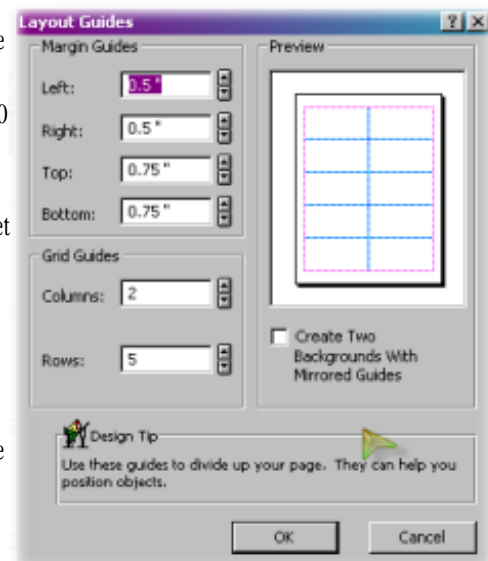 Layout Guides
Margin Guides
Left: 0.5 "
Right: 0.5 "
Top: 0.75 "
Bottom: 0.75 "
Grid Guides
Columns: 2
Rows: 5
Preview
Create Two
Backgrounds With
Mirrored Guides
Design Tip
Use these guides to divide up your page. They can help you
position objects.
OK Cancel